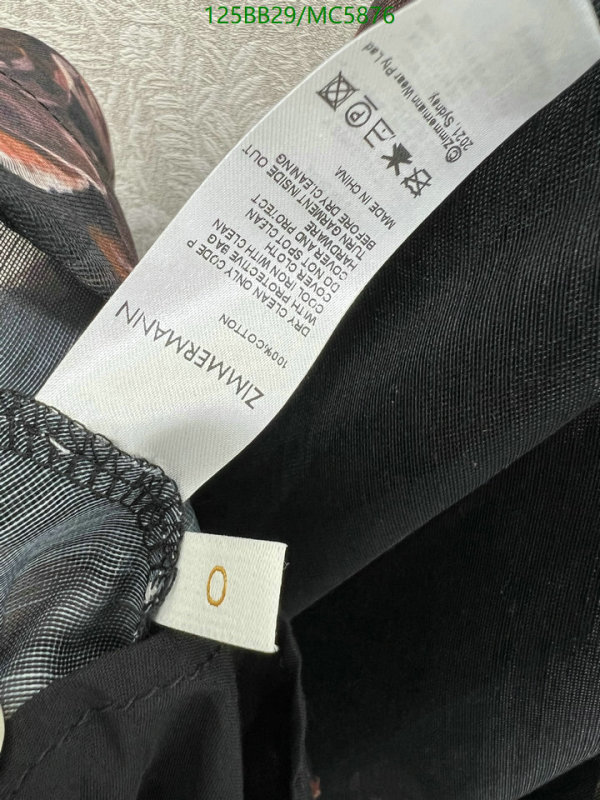 125BB29/MC5876
ZIMMERMANN
100%COTTON
DRY CLEAN ONLY CODE P
WITH PROTECTIVE BAG
COOL IRON WITH CLEAN
COVER CLOTH
DO NOT SPOT CLEAN
COVER AND PROTECT
HARDWARE
TURN GARMENT INSIDE OUT
BEFORE DRY CLEANING
MADE IN CHINA
P
©Zimmermann Wear Pty Ltd
2021, Sydney
0